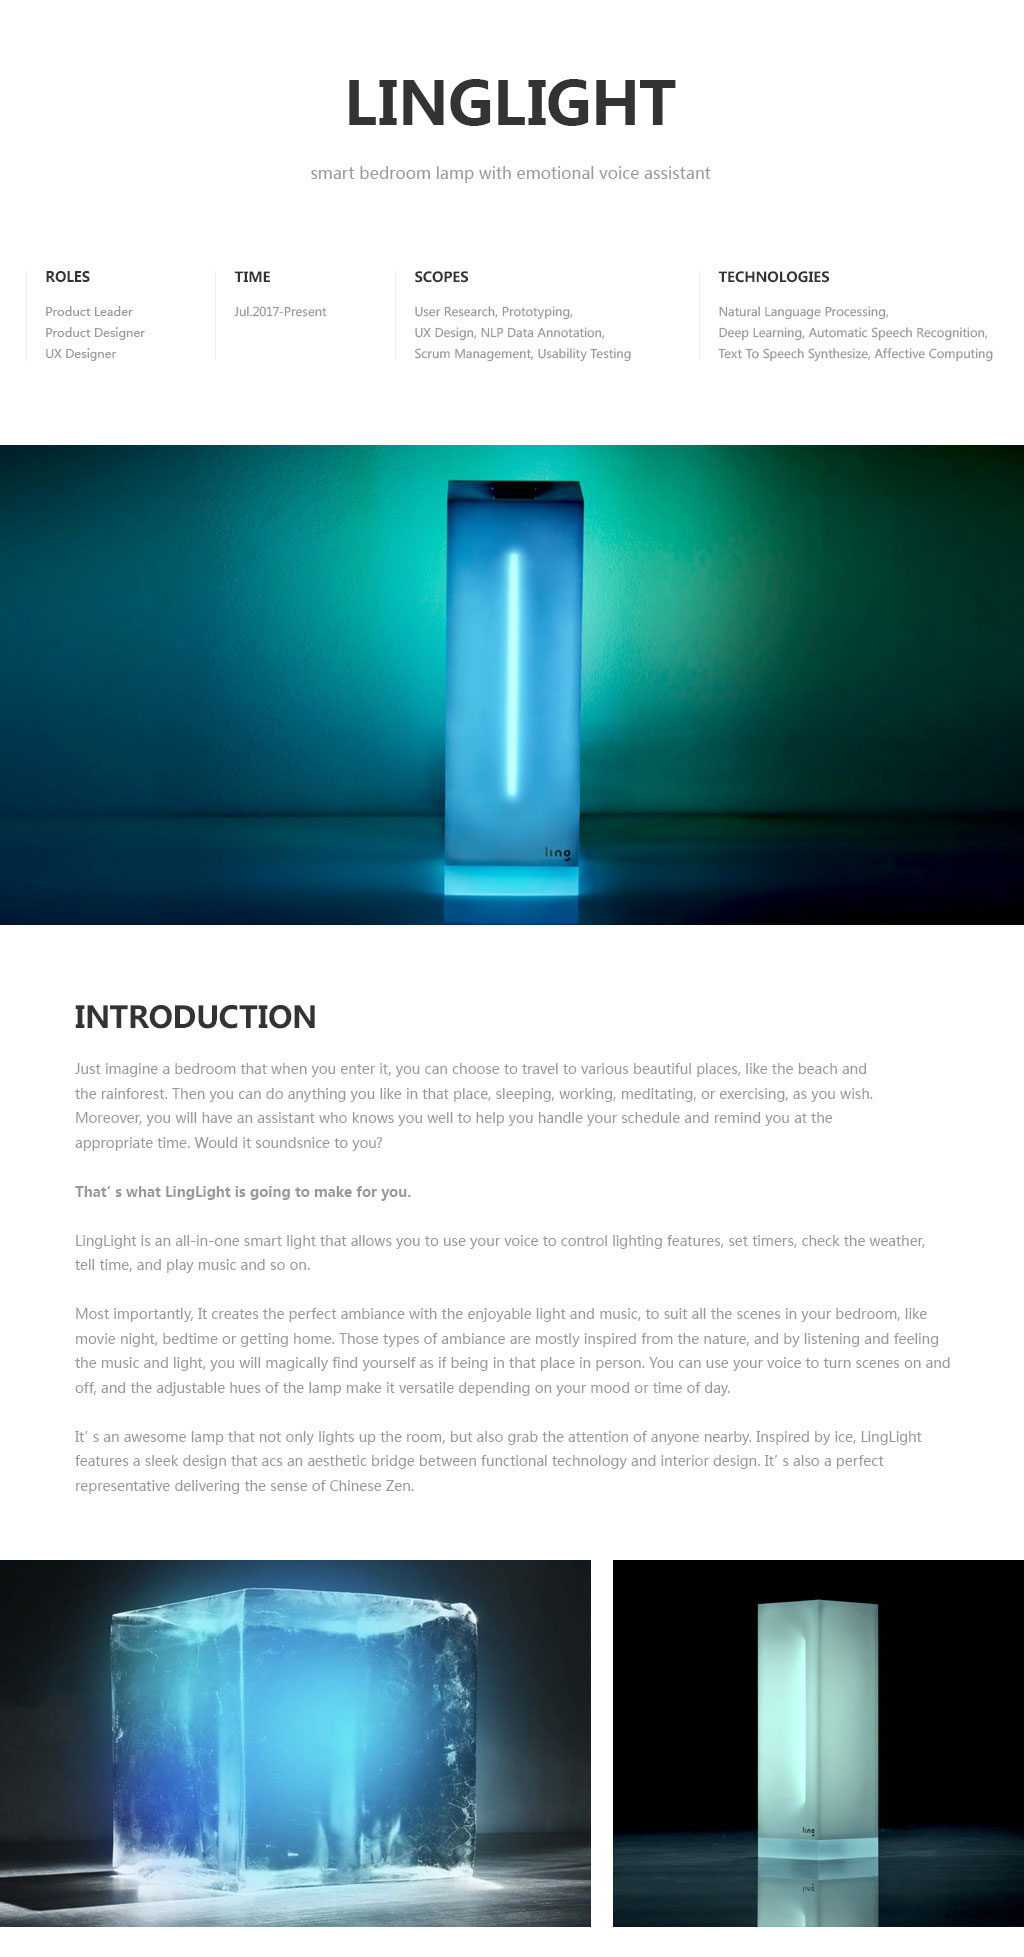 LINGLIGHT
smart bedroom lamp with emotional voice assistant
ROLES
Product Leader
Product Designer
UX Designer
TIME
Jul.2017-Present
SCOPES
User Research, Prototyping,
UX Design, NLP Data Annotation,
Scrum Management, Usability Testing
TECHNOLOGIES
Natural Language Processing,
Deep Learning, Automatic Speech Recognition,
Text To Speech Synthesize, Affective Computing
ling
INTRODUCTION
Just imagine a bedroom that when you enter it, you can choose to travel to various beautiful places, like the beach and
the rainforest. Then you can do anything you like in that place, sleeping, working, meditating, or exercising, as you wish.
Moreover, you will have an assistant who knows you well to help you handle your schedule and remind you at the
appropriate time. Would it soundsnice to you?
That’ s what LingLight is going to make for you.
LingLight is an all-in-one smart light that allows you to use your voice to control lighting features, set timers, check the weather,
tell time, and play music and so on.
Most importantly, It creates the perfect ambiance with the enjoyable light and music, to suit all the scenes in your bedroom, like
movie night, bedtime or getting home. Those types of ambiance are mostly inspired from the nature, and by listening and feeling
the music and light, you will magically find yourself as if being in that place in person. You can use your voice to turn scenes on and
off, and the adjustable hues of the lamp make it versatile depending on your mood or time of day.
It’ s an awesome lamp that not only lights up the room, but also grab the attention of anyone nearby. Inspired by ice, LingLight
features a sleek design that acs an aesthetic bridge between functional technology and interior design. It’ s also a perfect
representative delivering the sense of Chinese Zen.
ling